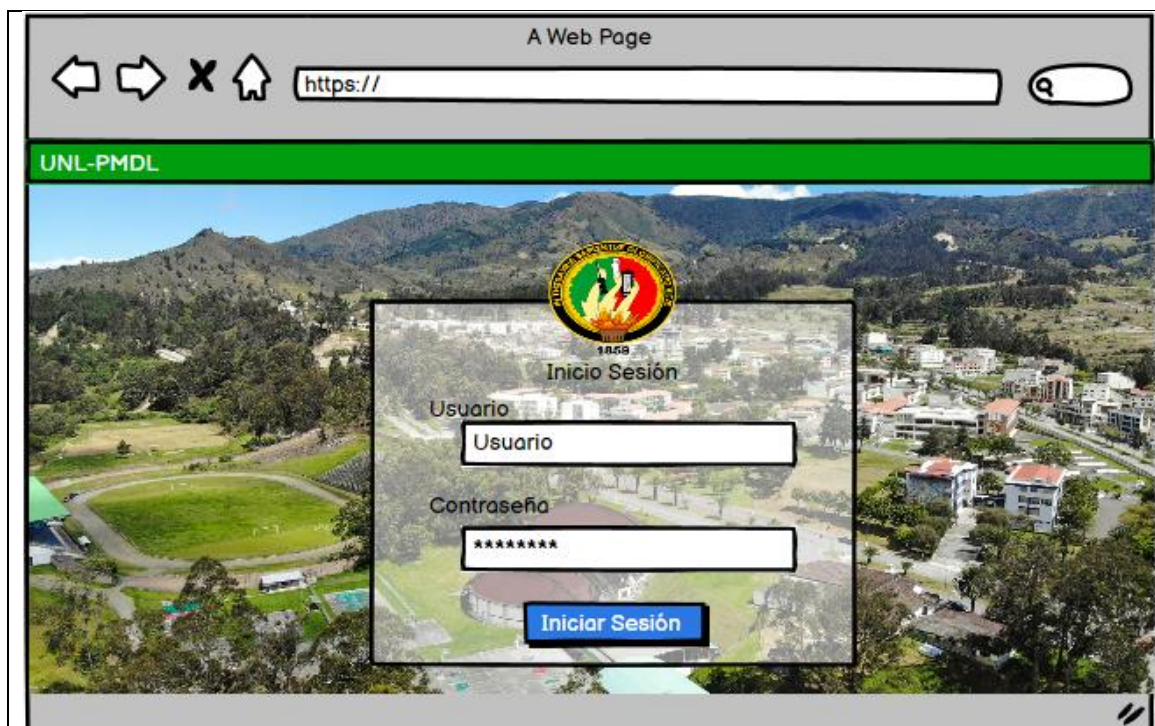 A Web Page
https://
UNL-PMDL
1859
Inicio Sesión
Usuario
Usuario
Contraseña
********
Iniciar Sesión